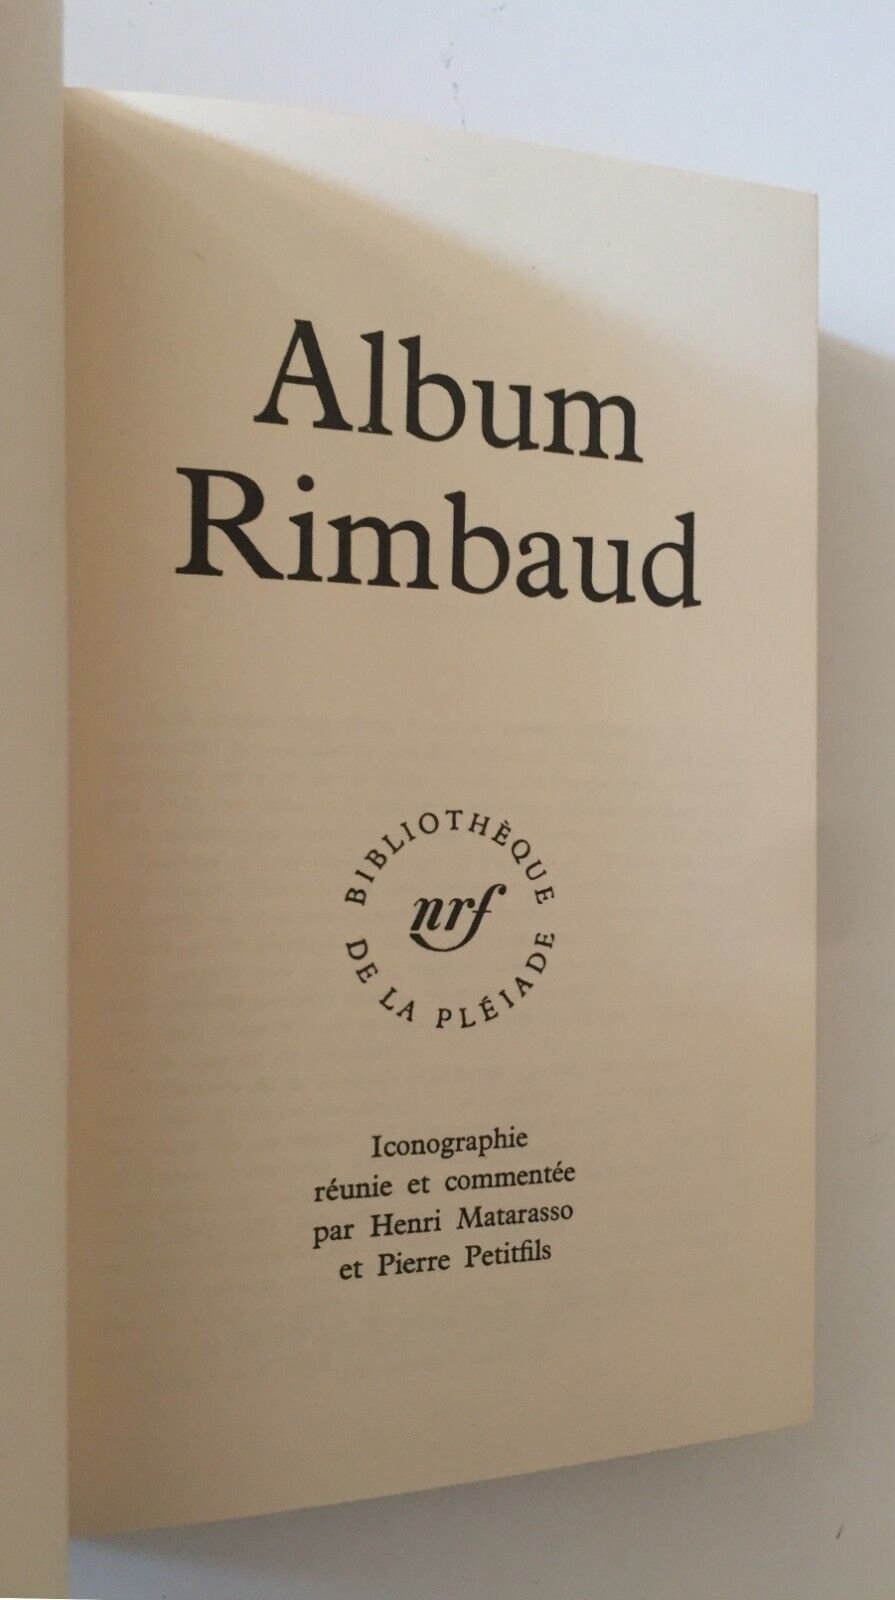 Album
Rimbaud
BIBLIOTHÈQUE
DE LA PLÉIADE
nrf
Iconographie
réunie et commentée
par Henri Matarasso
et Pierre Petitfils